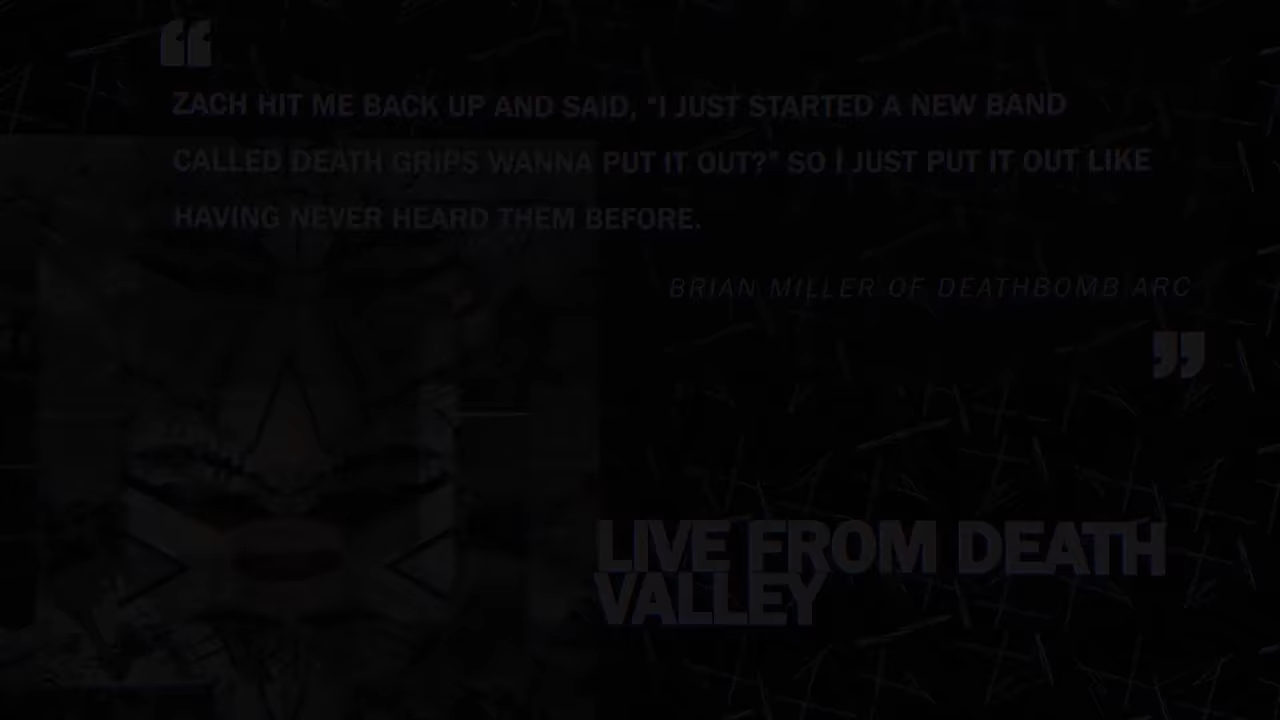 “
ZACH HIT ME BACK UP AND SAID, “I JUST STARTED A NEW BAND
CALLED DEATH GRIPS WANNA PUT IT OUT?” SO I JUST PUT IT OUT LIKE
HAVING NEVER HEARD THEM BEFORE.
BRIAN MILLER OF DEATHBOMB ARC
”
LIVE FROM DEATH
VALLEY